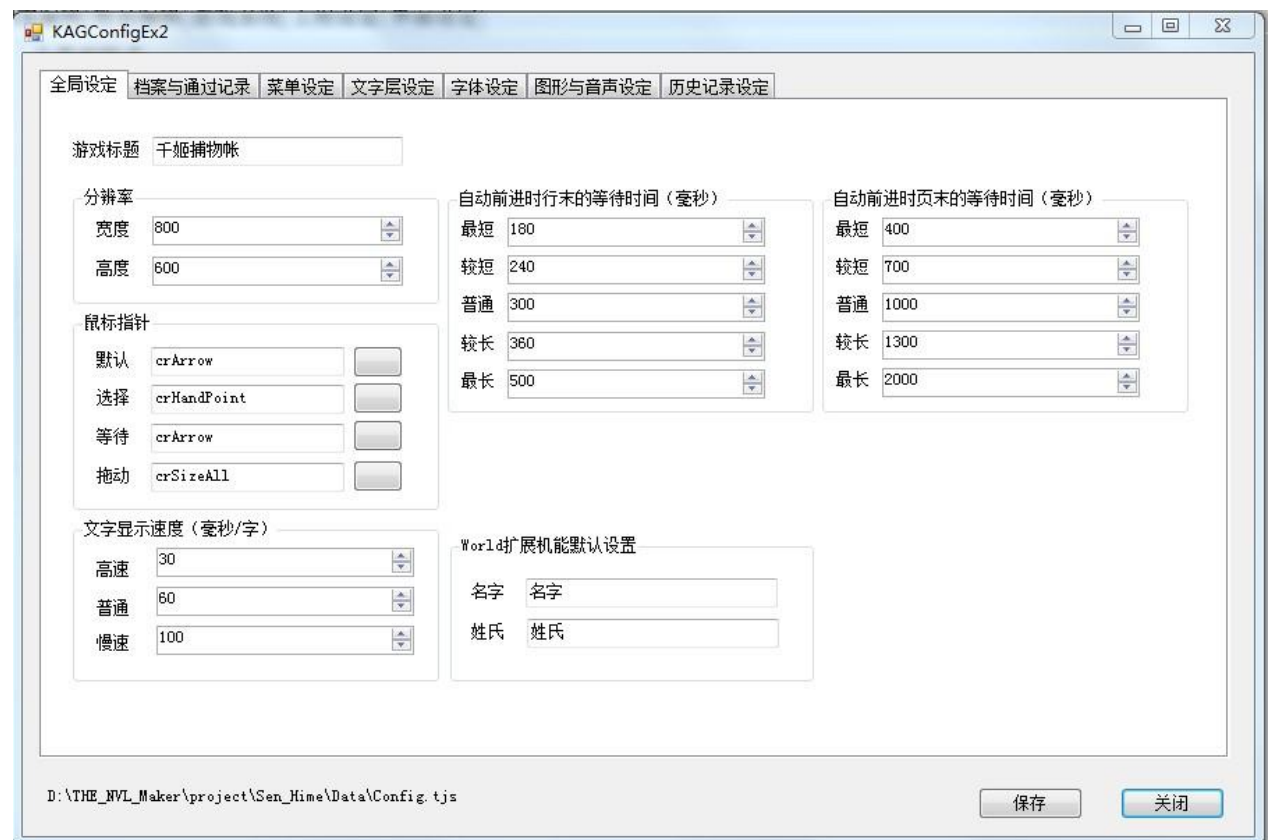 KAGConfigEx2
全局设定 档案与通过记录 菜单设定 文字层设定 字体设定 图形与音声设定 历史记录设定
游戏标题 千姬捕物帐
分辨率
宽度 800
高度 600
鼠标指针
默认 crArrow
选择 crHandPoint
等待 crArrow
拖动 crSizeAll
文字显示速度（毫秒/字）
高速 30
普通 60
慢速 100
自动前进时行末的等待时间（毫秒）
最短 180
较短 240
普通 300
较长 360
最长 500
自动前进时页末的等待时间（毫秒）
最短 400
较短 700
普通 1000
较长 1300
最长 2000
World扩展机能默认设置
名字 名字
姓氏 姓氏
D:\THE_NVL_Maker\project\Sen_Hime\Data\Config.tjs
保存 关闭